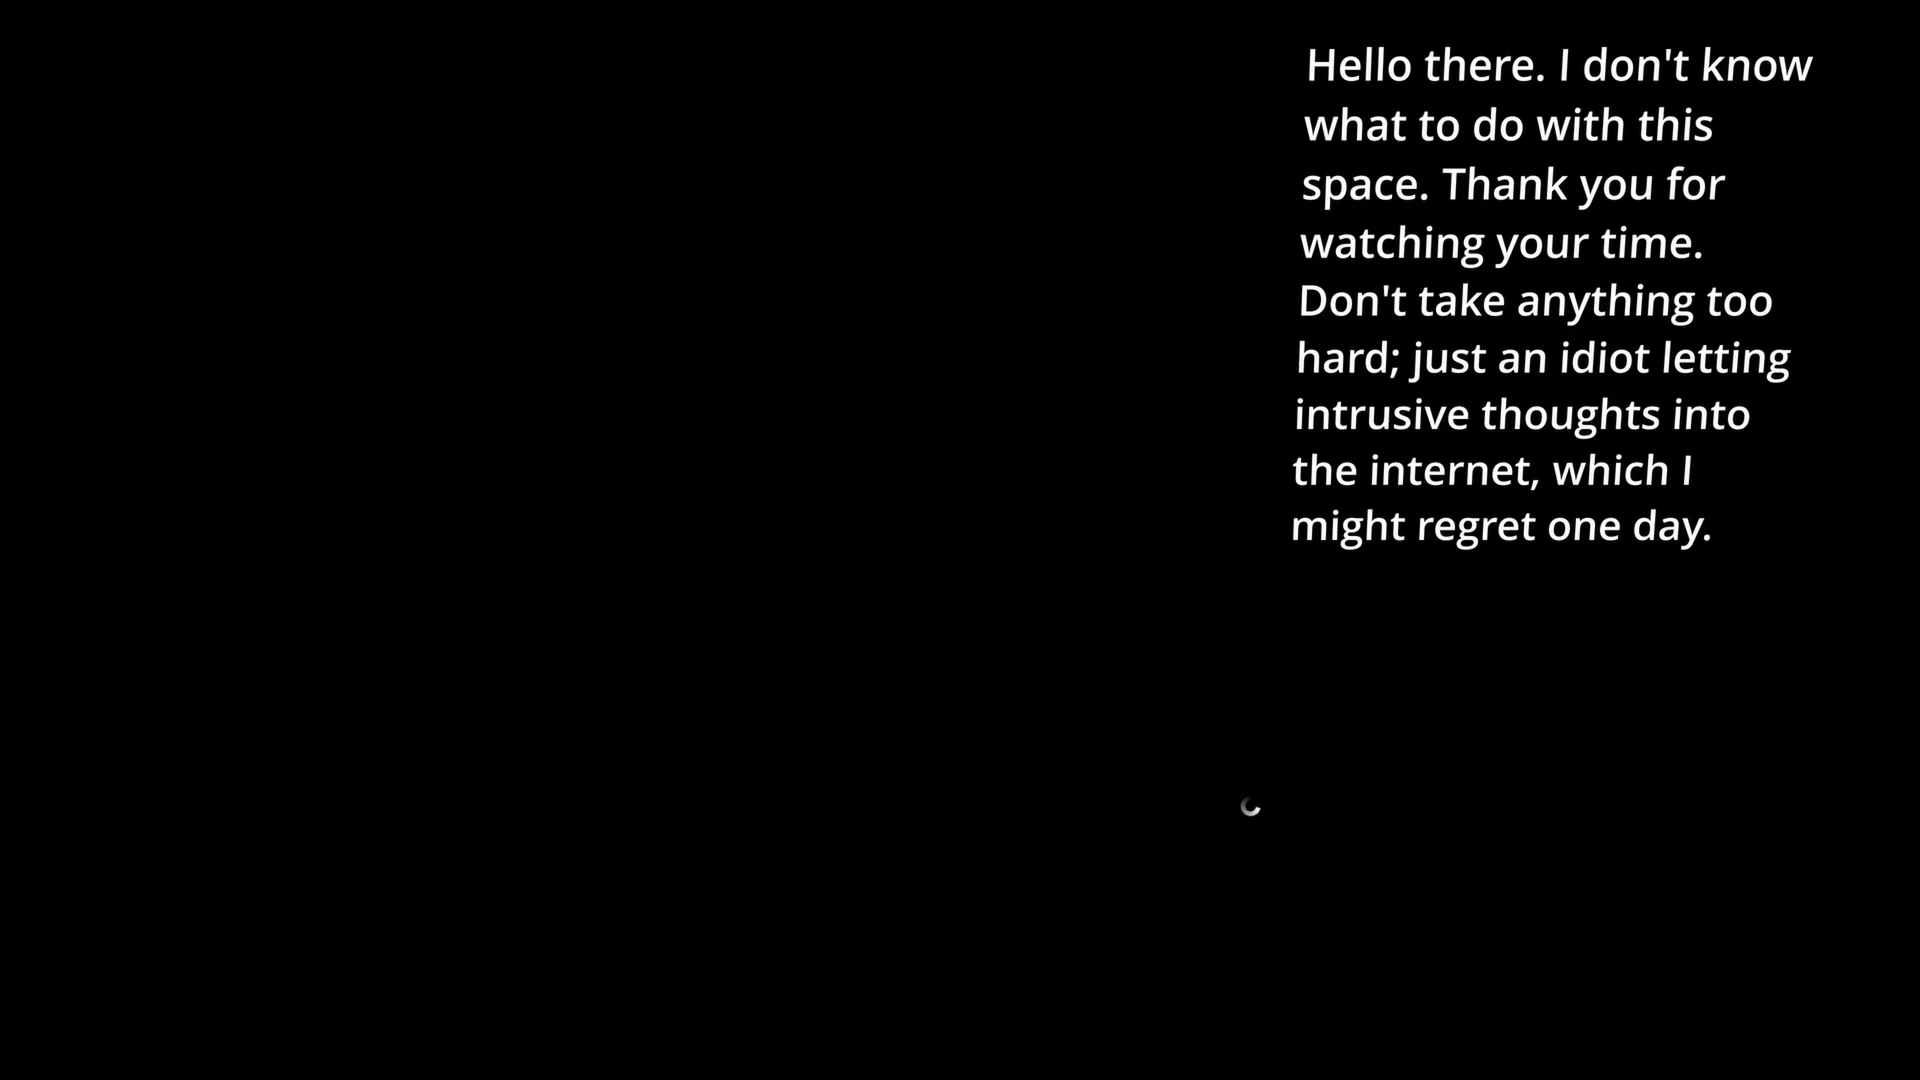 Hello there. I don't know
what to do with this
space. Thank you for
watching your time.
Don't take anything too
hard; just an idiot letting
intrusive thoughts into
the internet, which I
might regret one day.